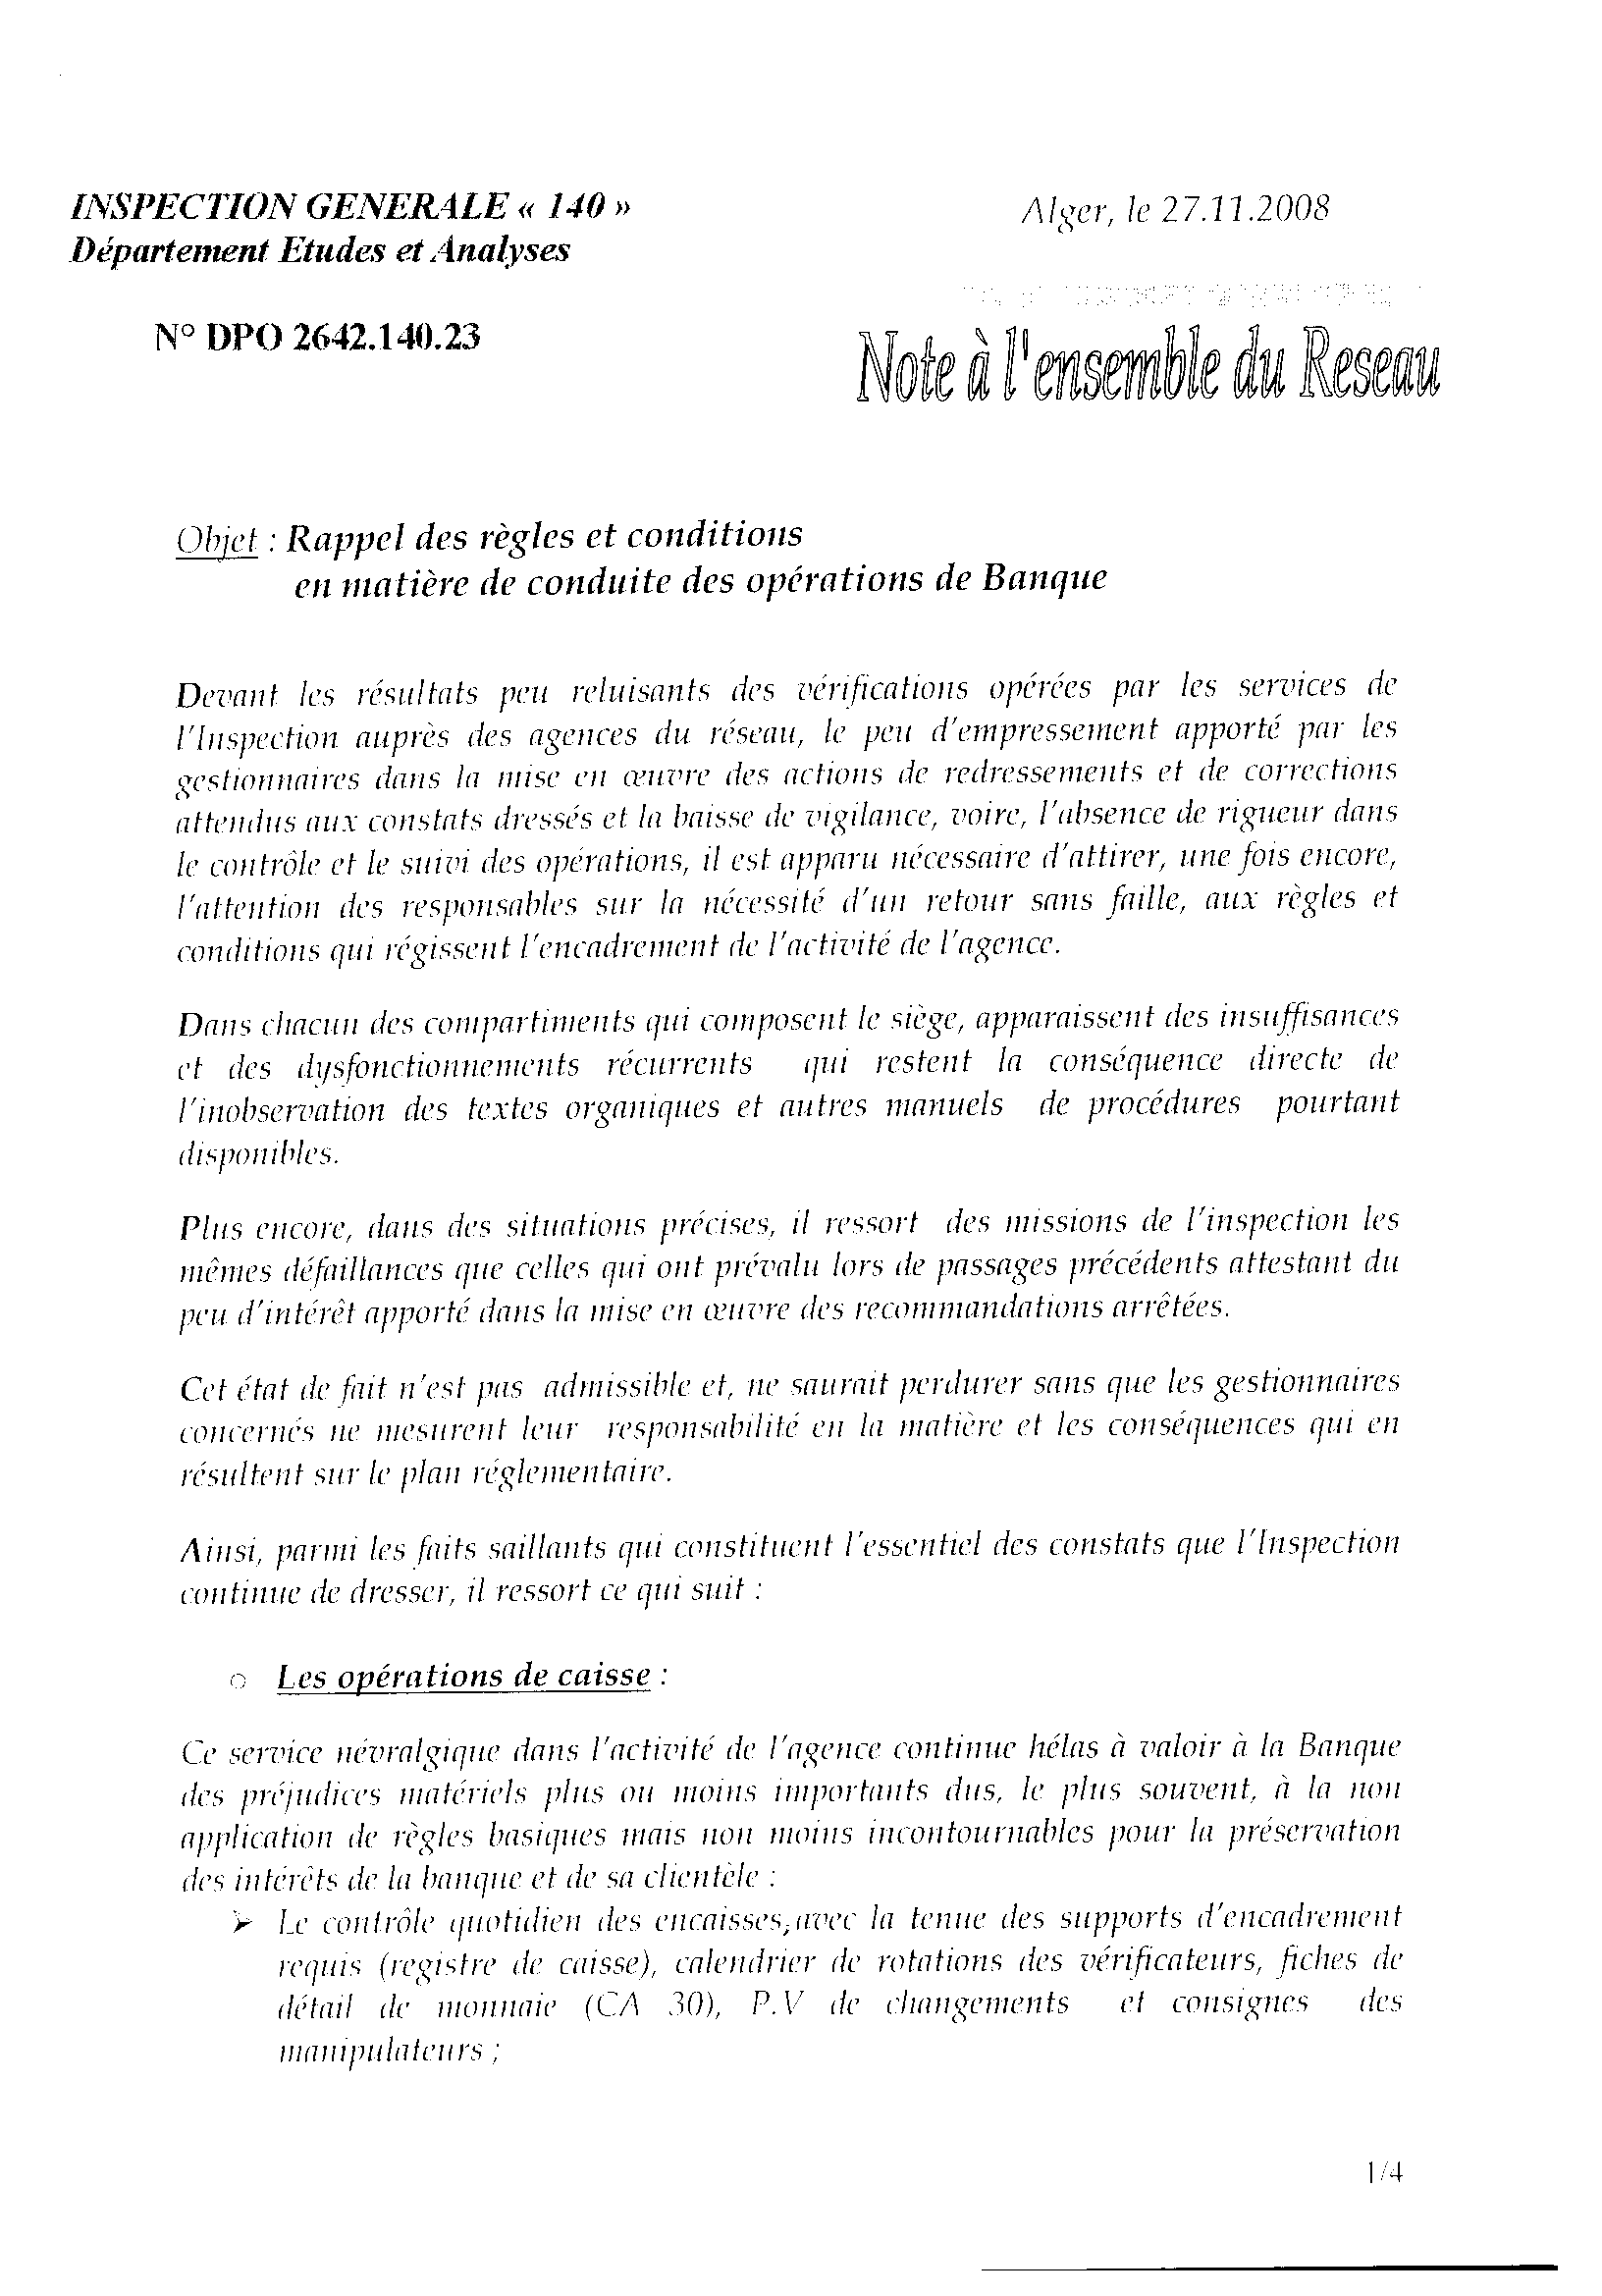 INSPECTION GENERALE « 140 »
Alger, le 27.11.2008
Département Etudes et Analyses
N° DPO 2642.140.23
Note à l'ensemble du Reseau
Objet : Rappel des règles et conditions
en matière de conduite des opérations de Banque
Devant les résultats peu reluisants des vérifications opérées par les services de
l'Inspection auprès des agences du réseau, le peu d'empressement apporté par les
gestionnaires dans la mise en œuvre des actions de redressements et de corrections
attendus aux constats dressés et la baisse de vigilance, voire, l'absence de rigueur dans
le contrôle et le suivi des opérations, il est apparu nécessaire d'attirer, une fois encore,
l'attention des responsables sur la nécessité d'un retour sans faille, aux règles et
conditions qui régissent l'encadrement de l'activité de l'agence.
Dans chacun des compartiments qui composent le siège, apparaissent des insuffisances
et des dysfonctionnements récurrents qui restent la conséquence directe de
l'inobservation des textes organiques et autres manuels de procédures pourtant
disponibles.
Plus encore, dans des situations précises, il ressort des missions de l'inspection les
mêmes défaillances que celles qui ont prévalu lors de passages précédents attestant du
peu d'intérêt apporté dans la mise en œuvre des recommandations arrêtées.
Cet état de fait n'est pas admissible et, ne saurait perdurer sans que les gestionnaires
concernés ne mesurent leur responsabilité en la matière et les conséquences qui en
résultent sur le plan réglementaire.
Ainsi, parmi les faits saillants qui constituent l'essentiel des constats que l'Inspection
continue de dresser, il ressort ce qui suit :
○ Les opérations de caisse :
Ce service névralgique dans l'activité de l'agence continue hélas à valoir à la Banque
des préjudices matériels plus ou moins importants dus, le plus souvent, à la non
application de règles basiques mais non moins incontournables pour la préservation
des intérêts de la banque et de sa clientèle :
➢ Le contrôle quotidien des encaisses, avec la tenue des supports d'encadrement
requis (registre de caisse), calendrier de rotations des vérificateurs, fiches de
détail de monnaie (CA 30), P.V de changements et consignes des
manipulateurs ;
1/4